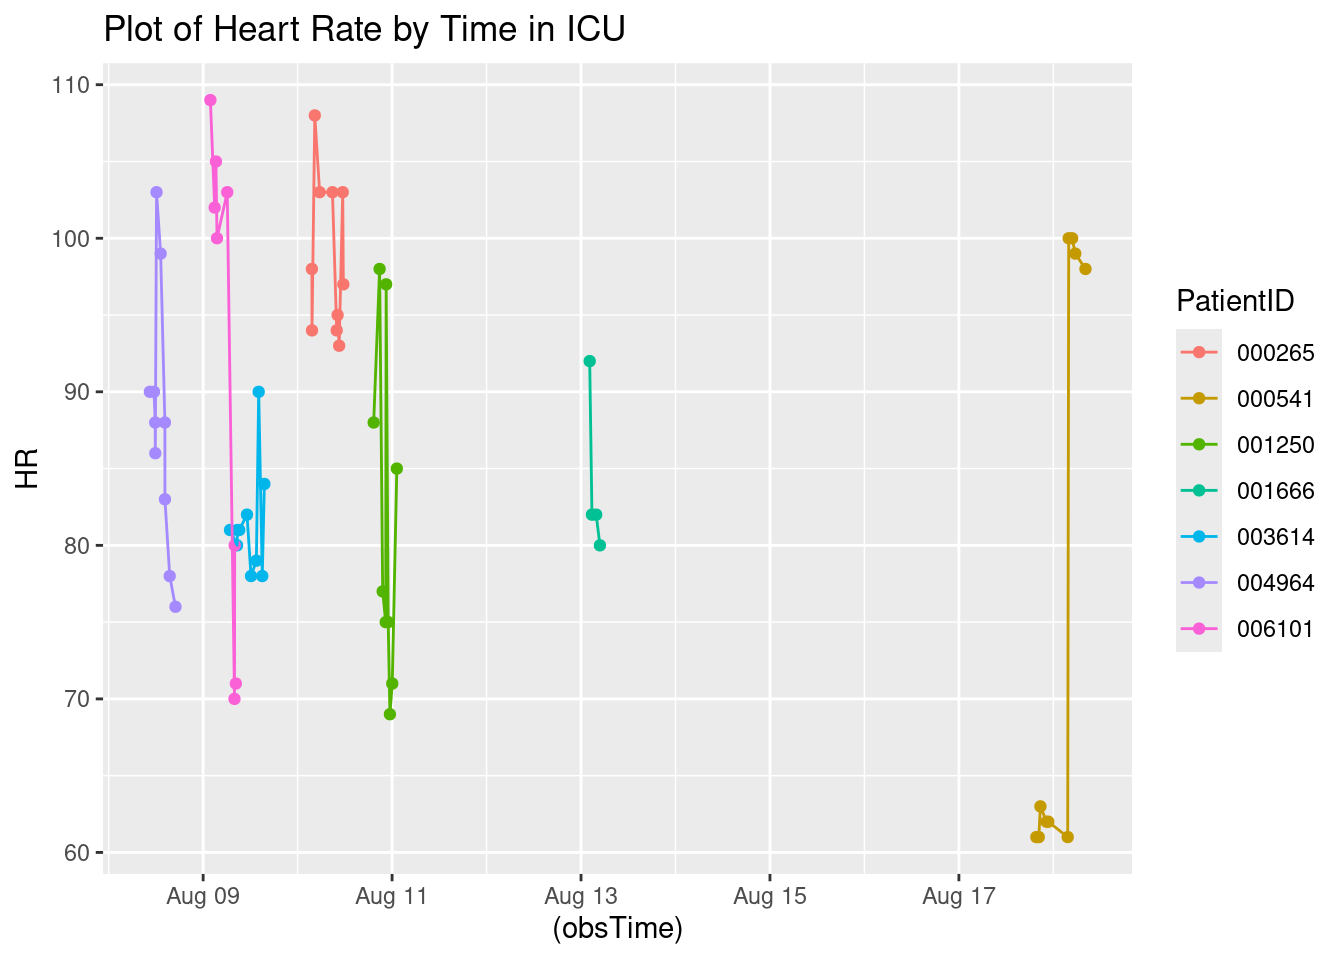 Plot of Heart Rate by Time in ICU
110
100
90
80
70
60
HR
Aug 09
Aug 11
Aug 13
Aug 15
Aug 17
(obsTime)
PatientID
000265
000541
001250
001666
003614
004964
006101